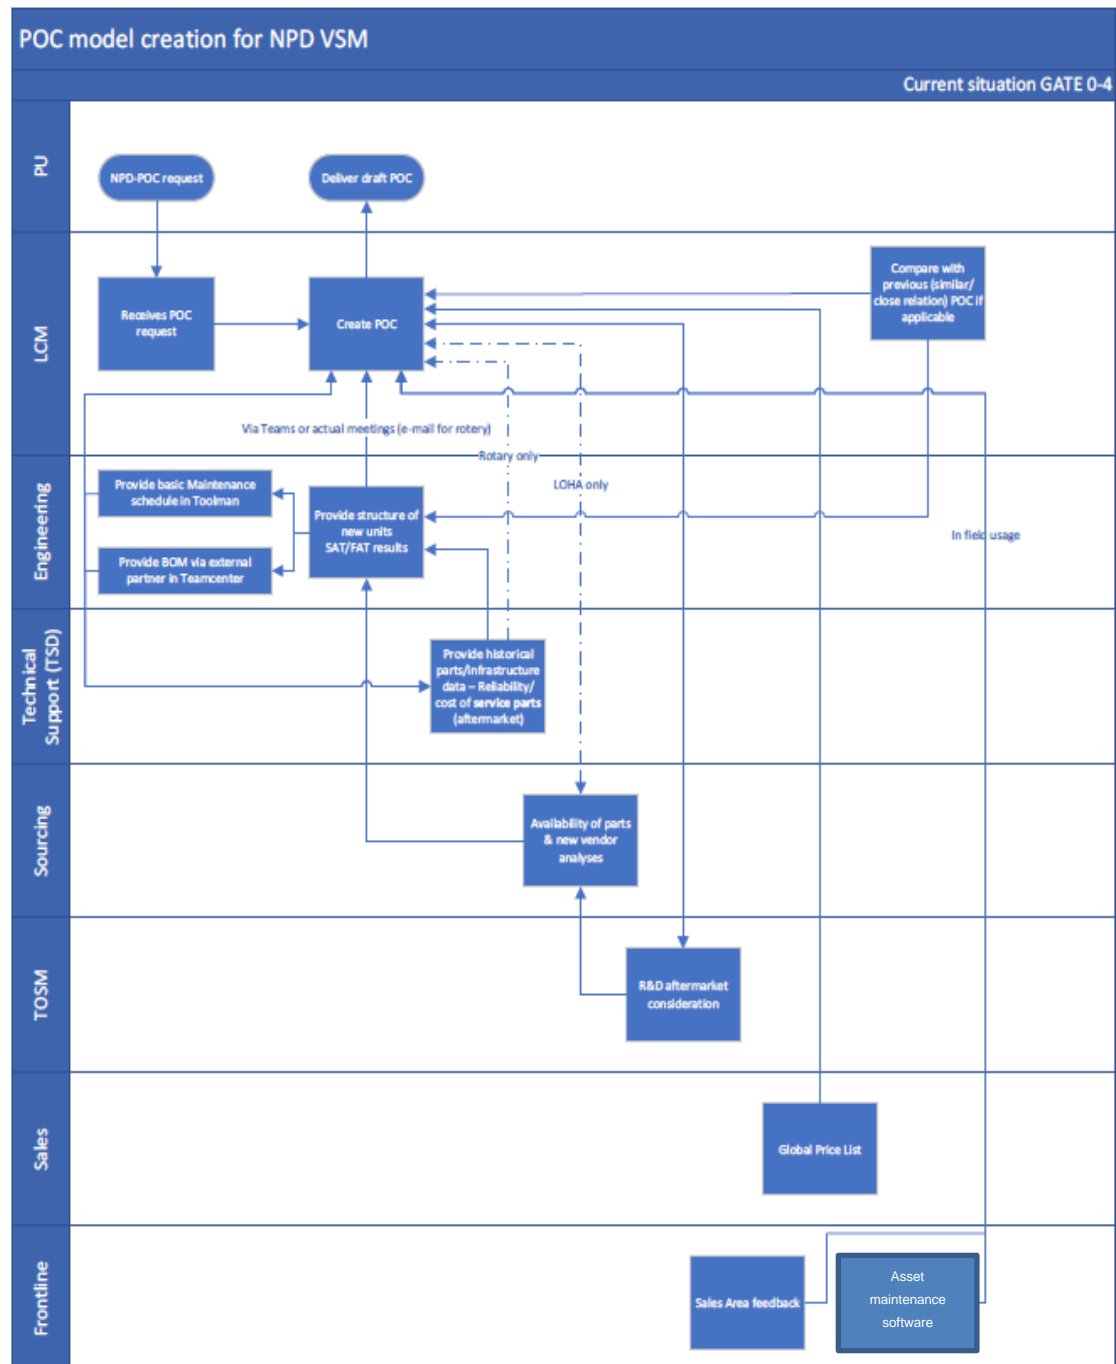 POC model creation for NPD VSM
Current situation GATE 0-4
PU
NPD-POC request
Deliver draft POC
LCM
Receives POC
request
Create POC
Compare with
previous (similar/
close relation) POC if
applicable
Via Teams or actual meetings (e-mail for rotery)
Rotary only
LOHA only
In field usage
Engineering
Provide basic Maintenance
schedule in Toolman
Provide BOM via external
partner in Teamcenter
Provide structure of
new units
SAT/FAT results
Technical
Support (TSD)
Provide historical
parts/infrastructure
data – Reliability/
cost of service parts
(aftermarket)
Sourcing
Availability of parts
& new vendor
analyses
TOSM
R&D aftermarket
consideration
Sales
Global Price List
Frontline
Sales Area feedback
Asset
maintenance
software